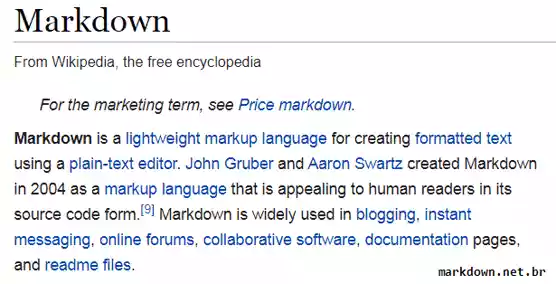 Markdown
From Wikipedia, the free encyclopedia
For the marketing term, see Price markdown.
Markdown is a lightweight markup language for creating formatted text
using a plain-text editor. John Gruber and Aaron Swartz created Markdown
in 2004 as a markup language that is appealing to human readers in its
source code form.[9] Markdown is widely used in blogging, instant
messaging, online forums, collaborative software, documentation pages,
and readme files.
markdown.net.br